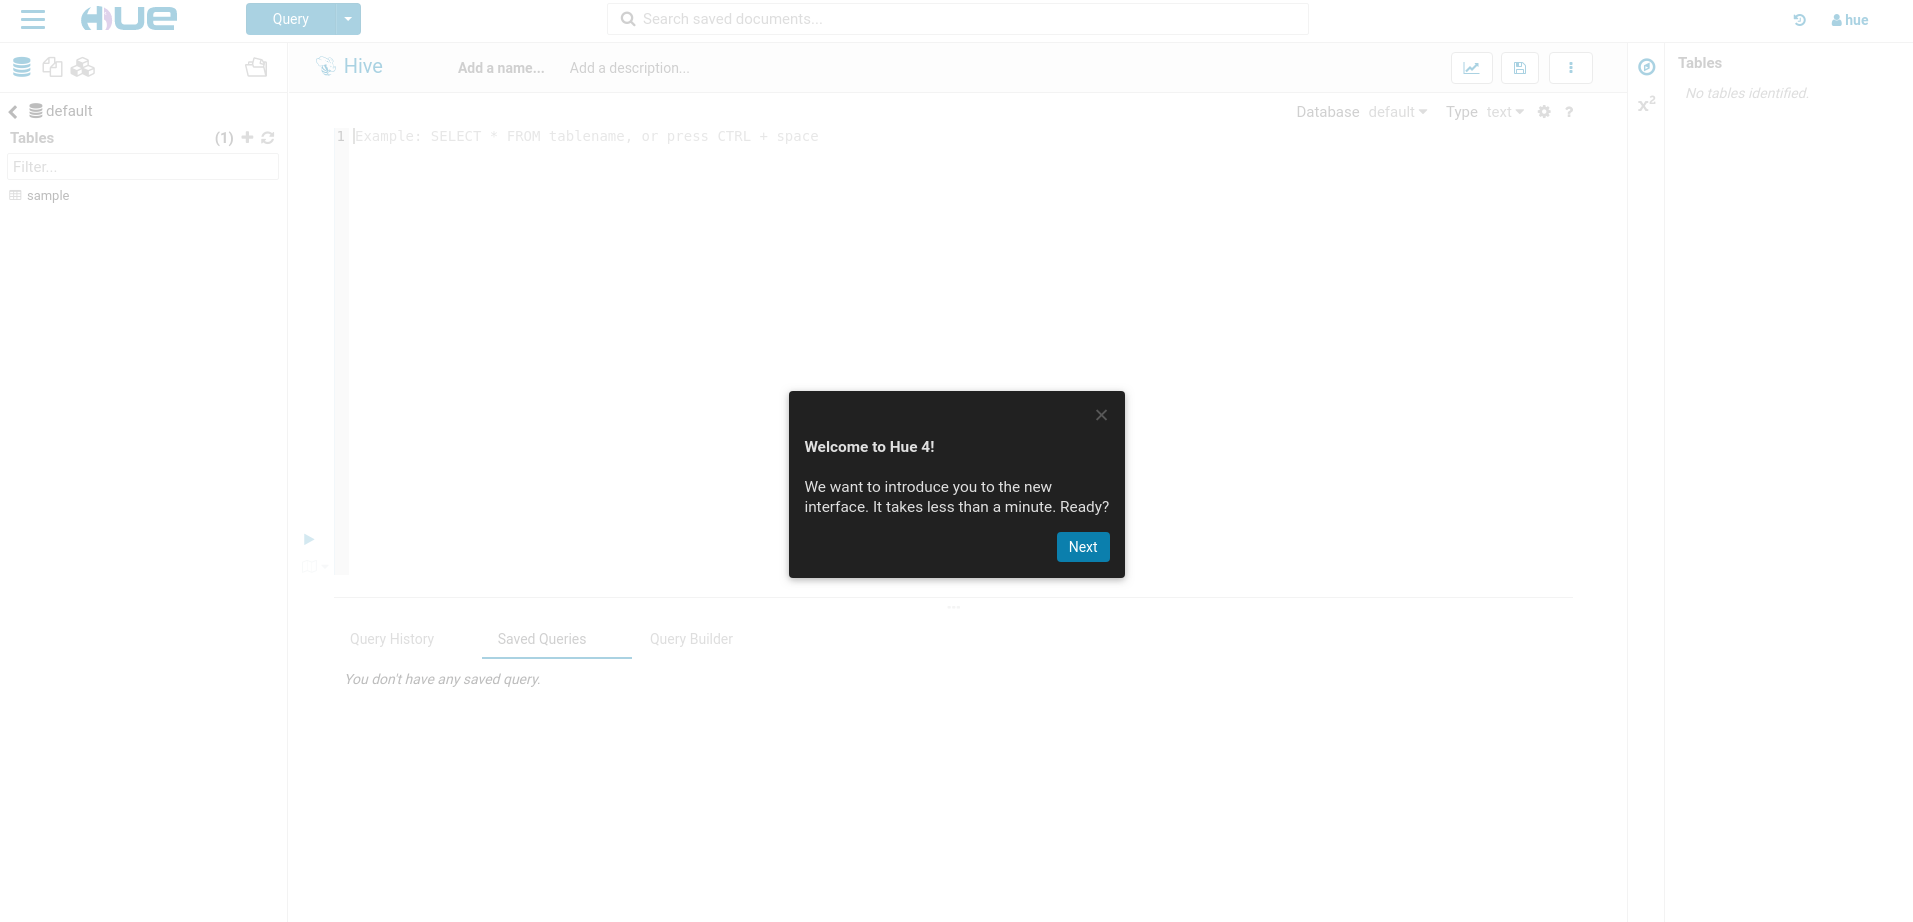 HUE
Query
Search saved documents...
hue
Hive
Add a name...
Add a description...
Tables
No tables identified.
x2
default
Tables (1)
Filter...
sample
Database default Type text ?
1 Example: SELECT * FROM tablename, or press CTRL + space
Welcome to Hue 4!
We want to introduce you to the new
interface. It takes less than a minute. Ready?
Next
Query History Saved Queries Query Builder
You don't have any saved query.